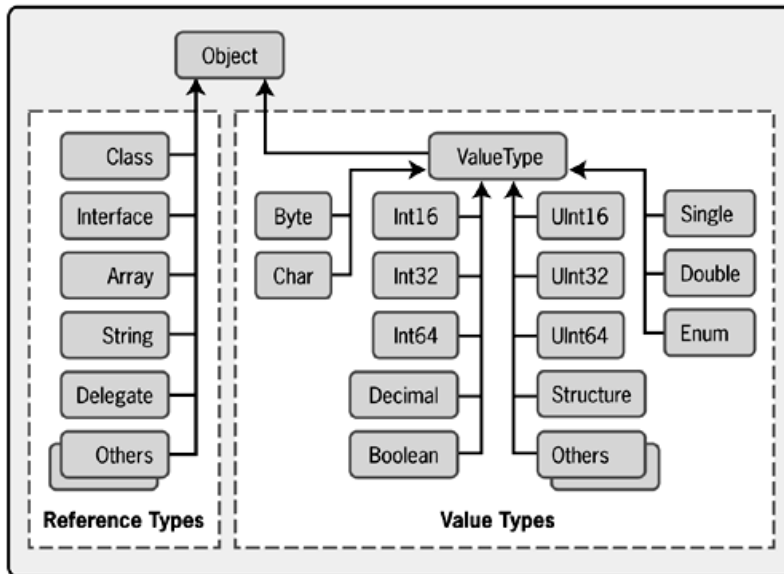 Object
Class
Interface
Array
String
Delegate
Others
Reference Types
ValueType
Byte
Char
Int16
Int32
Int64
Decimal
Boolean
UInt16
UInt32
UInt64
Structure
Others
Single
Double
Enum
Value Types